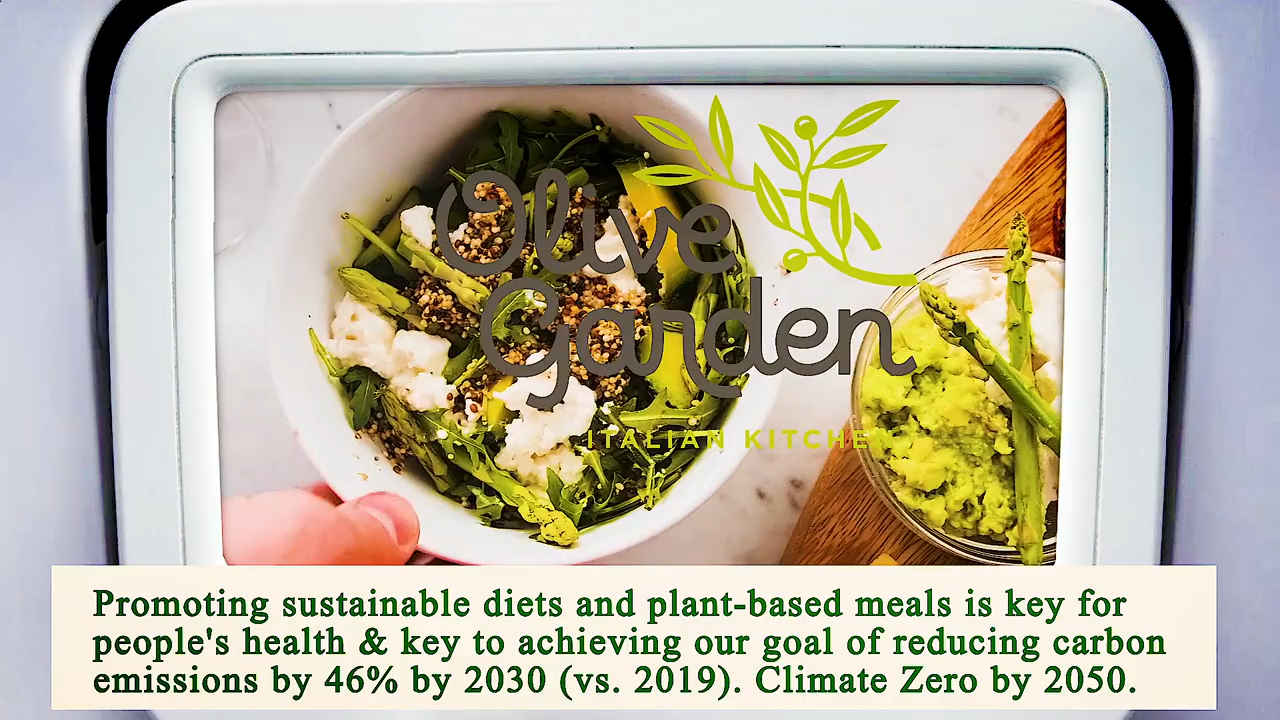 Olive
Garden
ITALIAN KITCHEN
Promoting sustainable diets and plant-based meals is key for
people's health & key to achieving our goal of reducing carbon
emissions by 46% by 2030 (vs. 2019). Climate Zero by 2050.